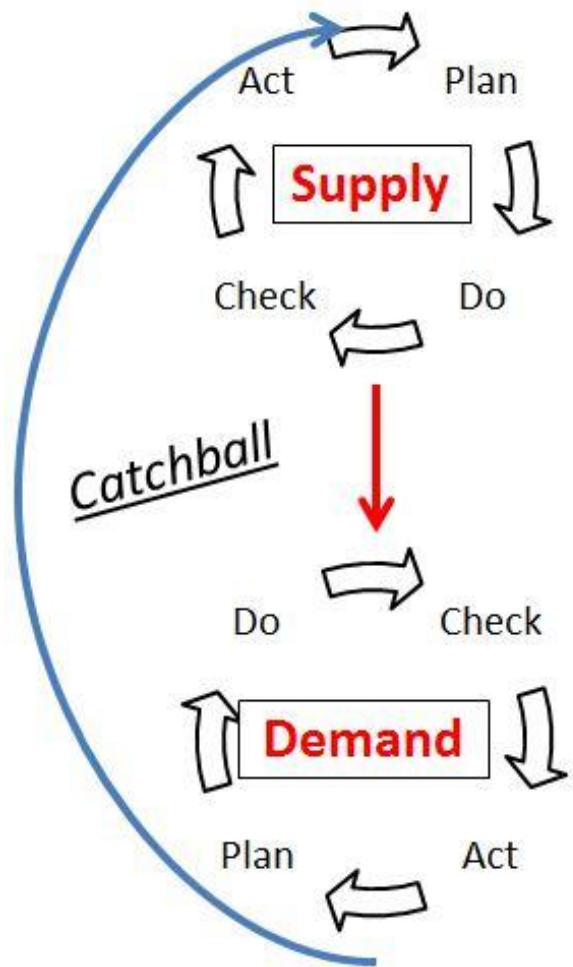 Act Plan
Supply
Check Do
Catchball
Do Check
Demand
Plan Act